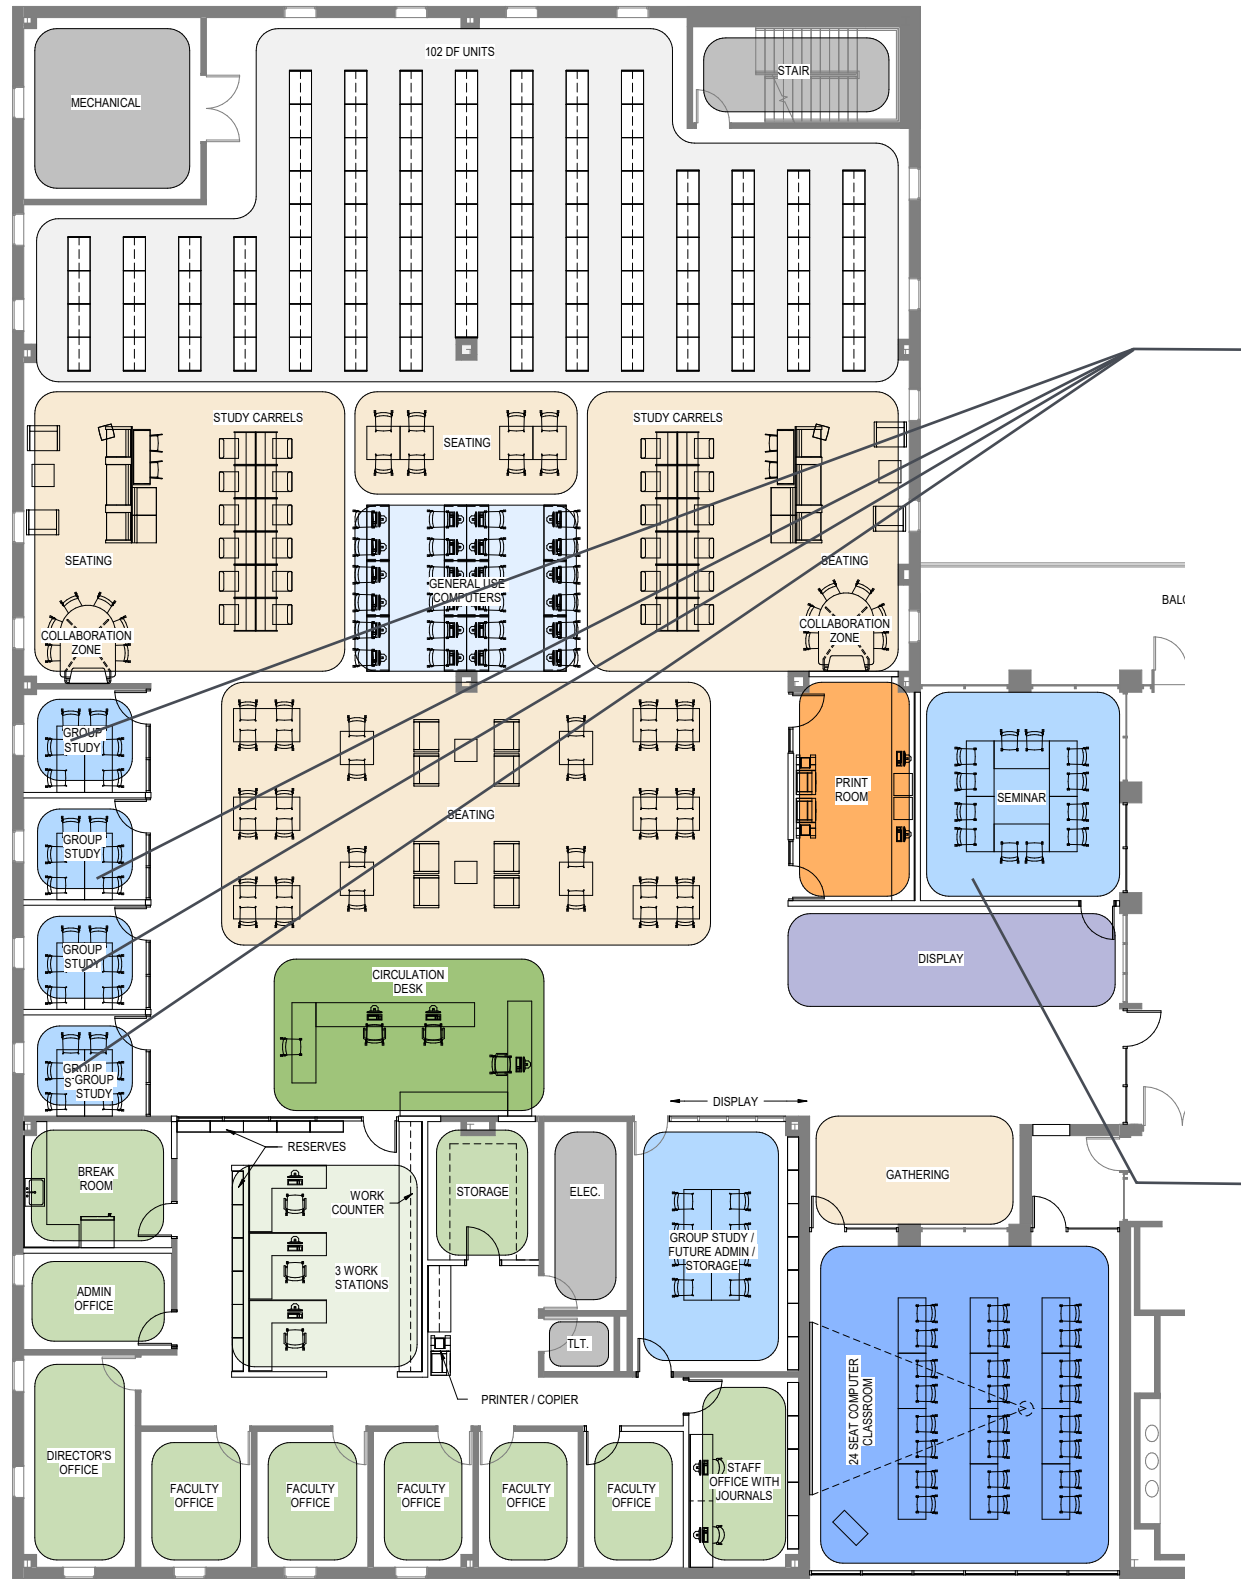 102 DF UNITS
STAIR
MECHANICAL
STUDY CARRELS
SEATING
STUDY CARRELS
SEATING
GENERAL USE
(COMPUTERS)
SEATING
COLLABORATION
ZONE
COLLABORATION
ZONE
GROUP
STUDY
PRINT
ROOM
SEMINAR
SEATING
GROUP
STUDY
GROUP
STUDY
DISPLAY
CIRCULATION
DESK
GROUP
GROUP
STUDY
DISPLAY
RESERVES
BREAK
ROOM
WORK
COUNTER
STORAGE
ELEC.
GATHERING
GROUP STUDY /
FUTURE ADMIN /
STORAGE
3 WORK
STATIONS
ADMIN
OFFICE
TLT.
PRINTER / COPIER
24 SEAT COMPUTER
CLASSROOM
DIRECTOR'S
OFFICE
FACULTY
OFFICE
FACULTY
OFFICE
FACULTY
OFFICE
FACULTY
OFFICE
FACULTY
OFFICE
STAFF
OFFICE WITH
JOURNALS